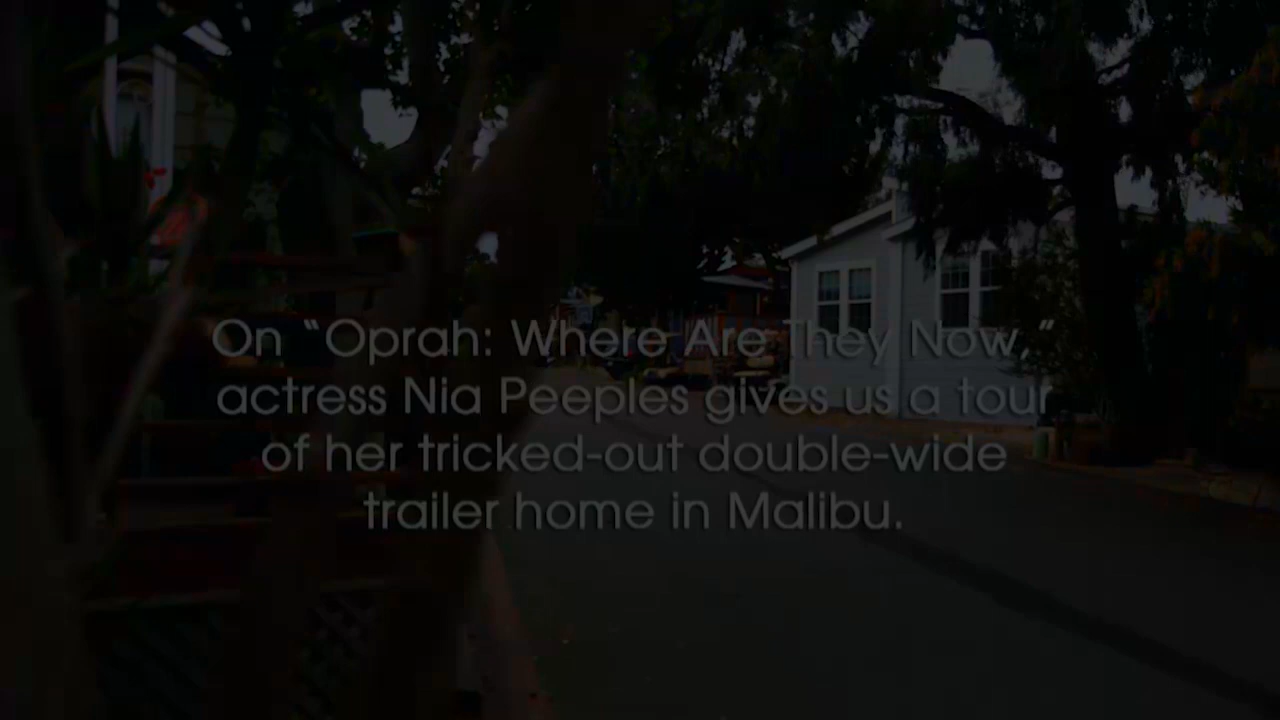 On “Oprah: Where Are They Now,”
actress Nia Peeples gives us a tour
of her tricked-out double-wide
trailer home in Malibu.